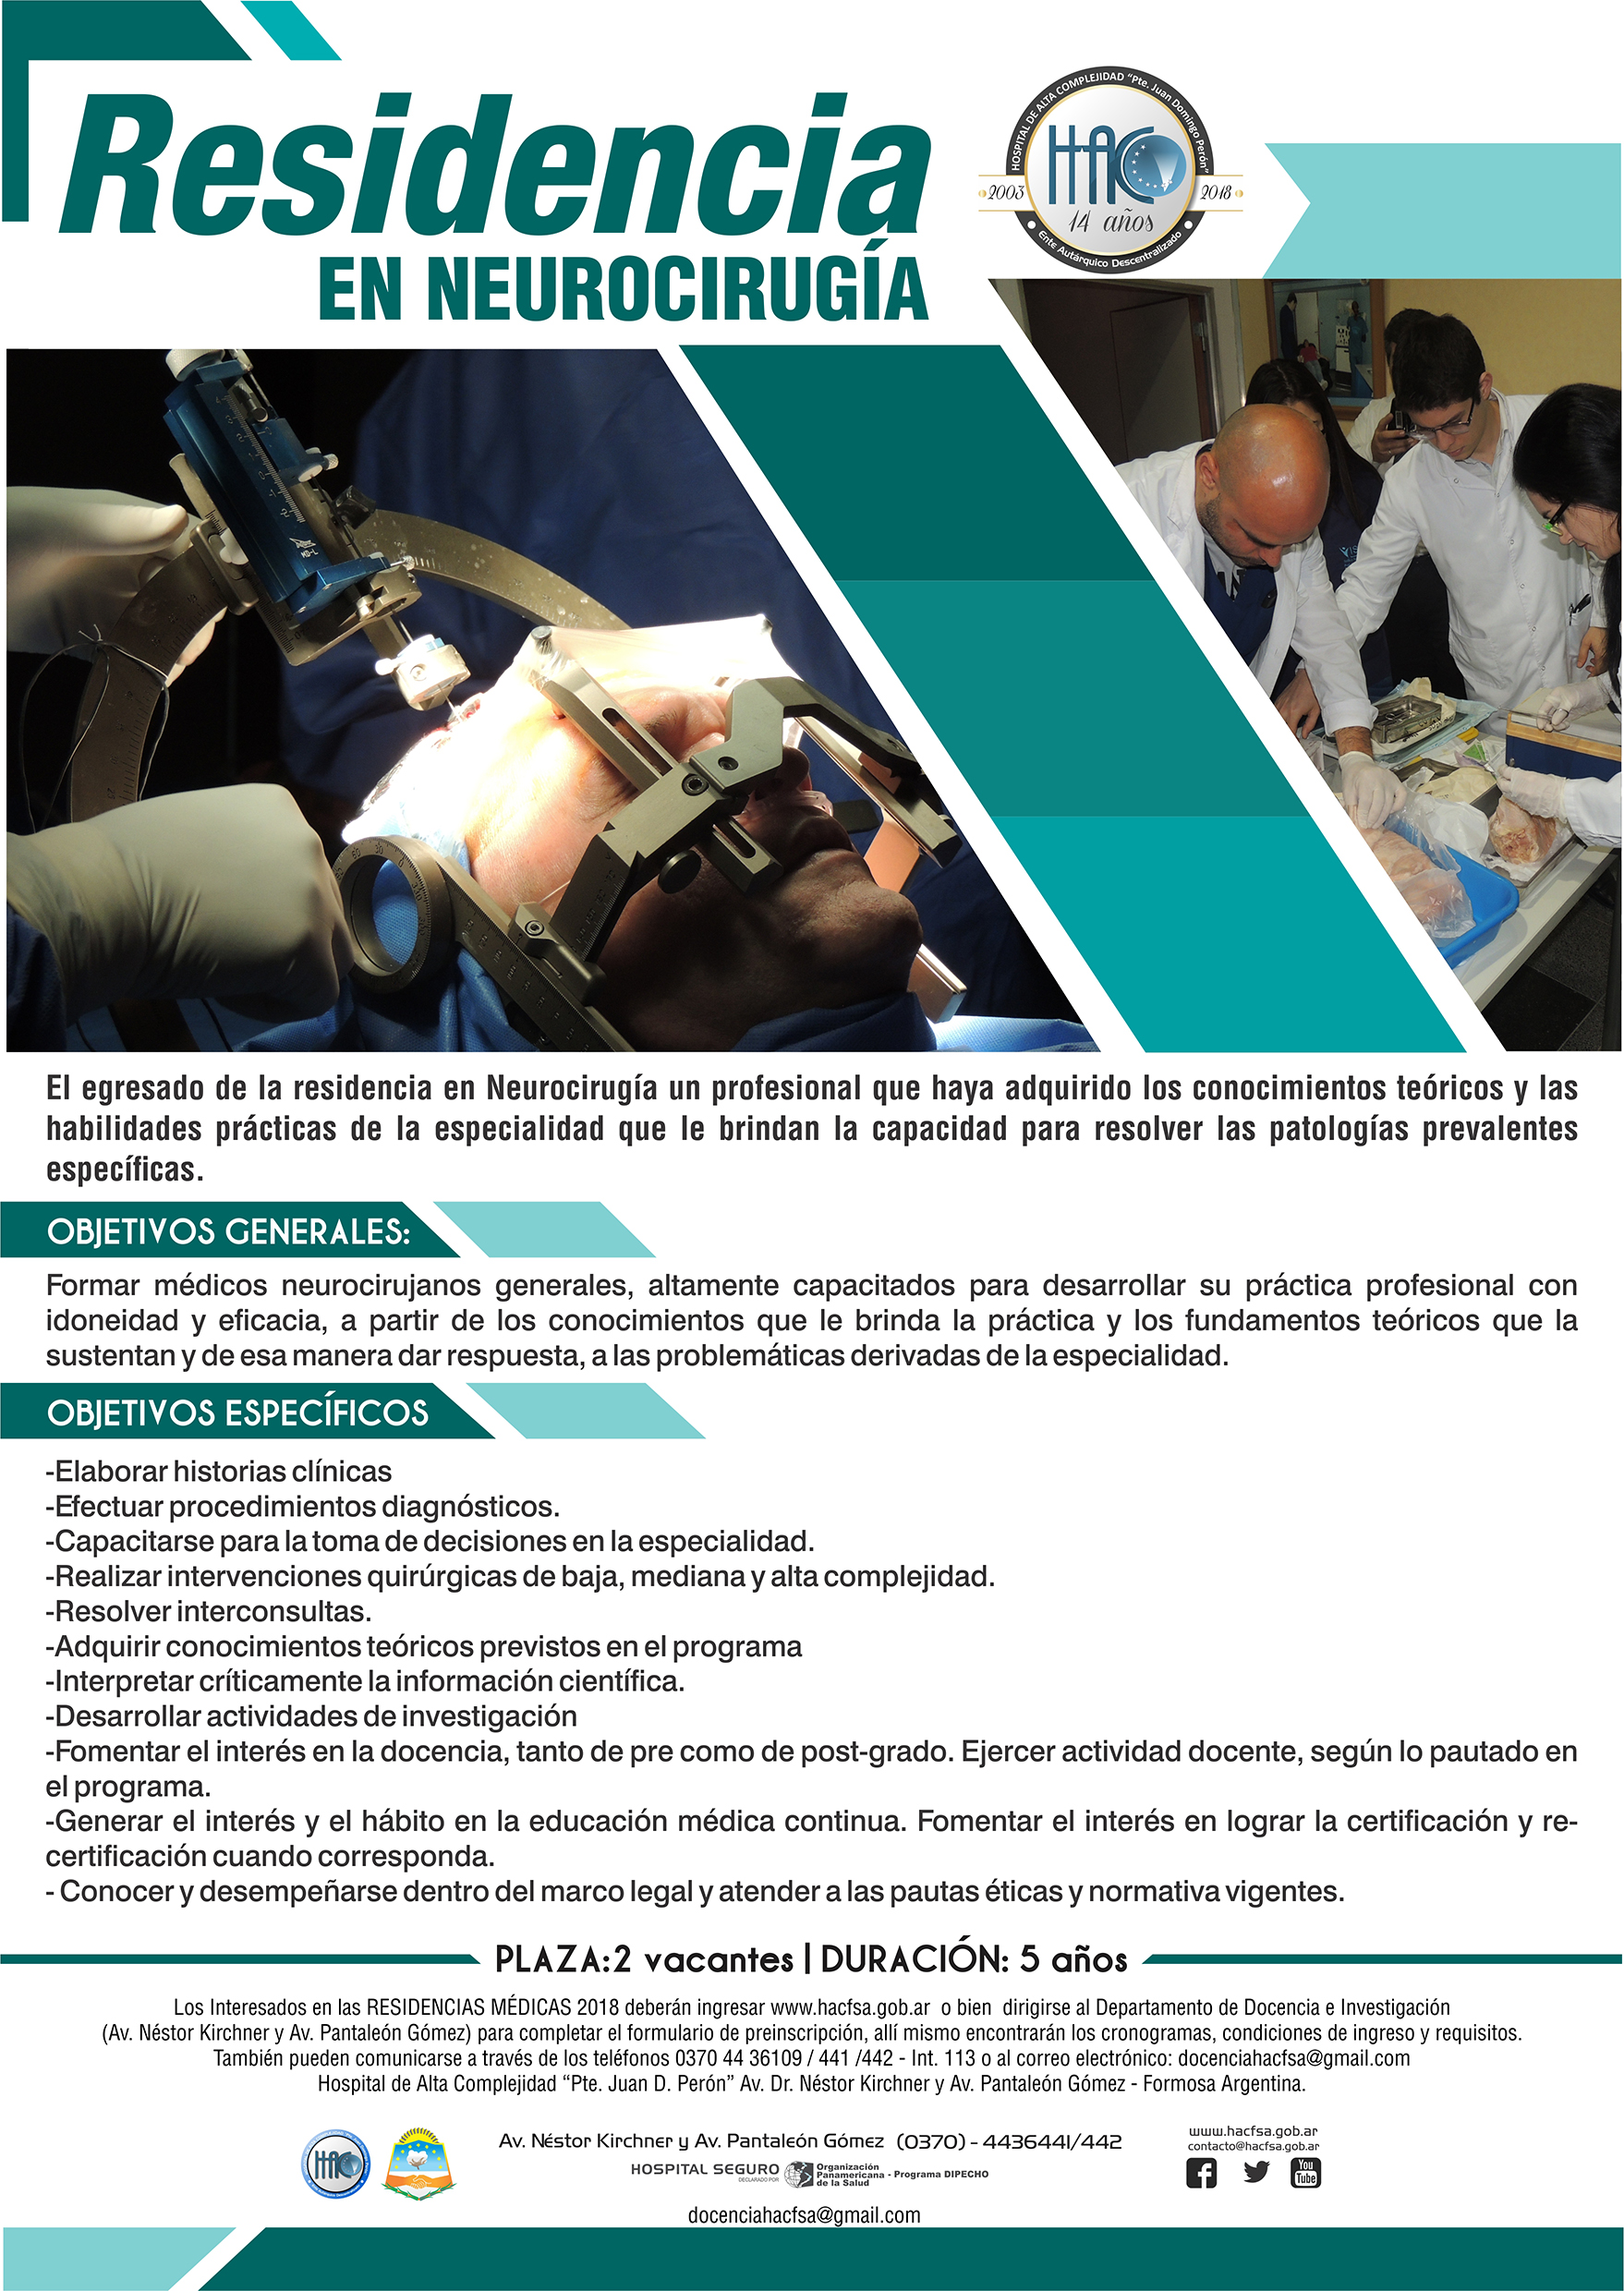 Residencia
EN NEUROCIRUGÍA
HOSPITAL DE ALTA COMPLEJIDAD "Pte. Juan Domingo Perón"
HAC
2003
2018
14 años
Ente Autárquico Descentralizado
El egresado de la residencia en Neurocirugía un profesional que haya adquirido los conocimientos teóricos y las
habilidades prácticas de la especialidad que le brindan la capacidad para resolver las patologías prevalentes
específicas.
OBJETIVOS GENERALES:
Formar médicos neurocirujanos generales, altamente capacitados para desarrollar su práctica profesional con
idoneidad y eficacia, a partir de los conocimientos que le brinda la práctica y los fundamentos teóricos que la
sustentan y de esa manera dar respuesta, a las problemáticas derivadas de la especialidad.
OBJETIVOS ESPECÍFICOS
-Elaborar historias clínicas
-Efectuar procedimientos diagnósticos.
-Capacitarse para la toma de decisiones en la especialidad.
-Realizar intervenciones quirúrgicas de baja, mediana y alta complejidad.
-Resolver interconsultas.
-Adquirir conocimientos teóricos previstos en el programa
-Interpretar críticamente la información científica.
-Desarrollar actividades de investigación
-Fomentar el interés en la docencia, tanto de pre como de post-grado. Ejercer actividad docente, según lo pautado en
el programa.
-Generar el interés y el hábito en la educación médica continua. Fomentar el interés en lograr la certificación y re-
certificación cuando corresponda.
- Conocer y desempeñarse dentro del marco legal y atender a las pautas éticas y normativa vigentes.
PLAZA:2 vacantes | DURACIÓN: 5 años
Los Interesados en las RESIDENCIAS MÉDICAS 2018 deberán ingresar www.hacfsa.gob.ar o bien dirigirse al Departamento de Docencia e Investigación
(Av. Néstor Kirchner y Av. Pantaleón Gómez) para completar el formulario de preinscripción, allí mismo encontrarán los cronogramas, condiciones de ingreso y requisitos.
También pueden comunicarse a través de los teléfonos 0370 44 36109 / 441 /442 - Int. 113 o al correo electrónico: docenciahacfsa@gmail.com
Hospital de Alta Complejidad “Pte. Juan D. Perón” Av. Dr. Néstor Kirchner y Av. Pantaleón Gómez - Formosa Argentina.
HAC
Av. Néstor Kirchner y Av. Pantaleón Gómez (0370) - 4436441/442
HOSPITAL SEGURO
DECLARADO POR
Organización
Panamericana - Programa DIPECHO
de la Salud
www.hacfsa.gob.ar
contacto@hacfsa.gob.ar
You
Tube
docenciahacfsa@gmail.com